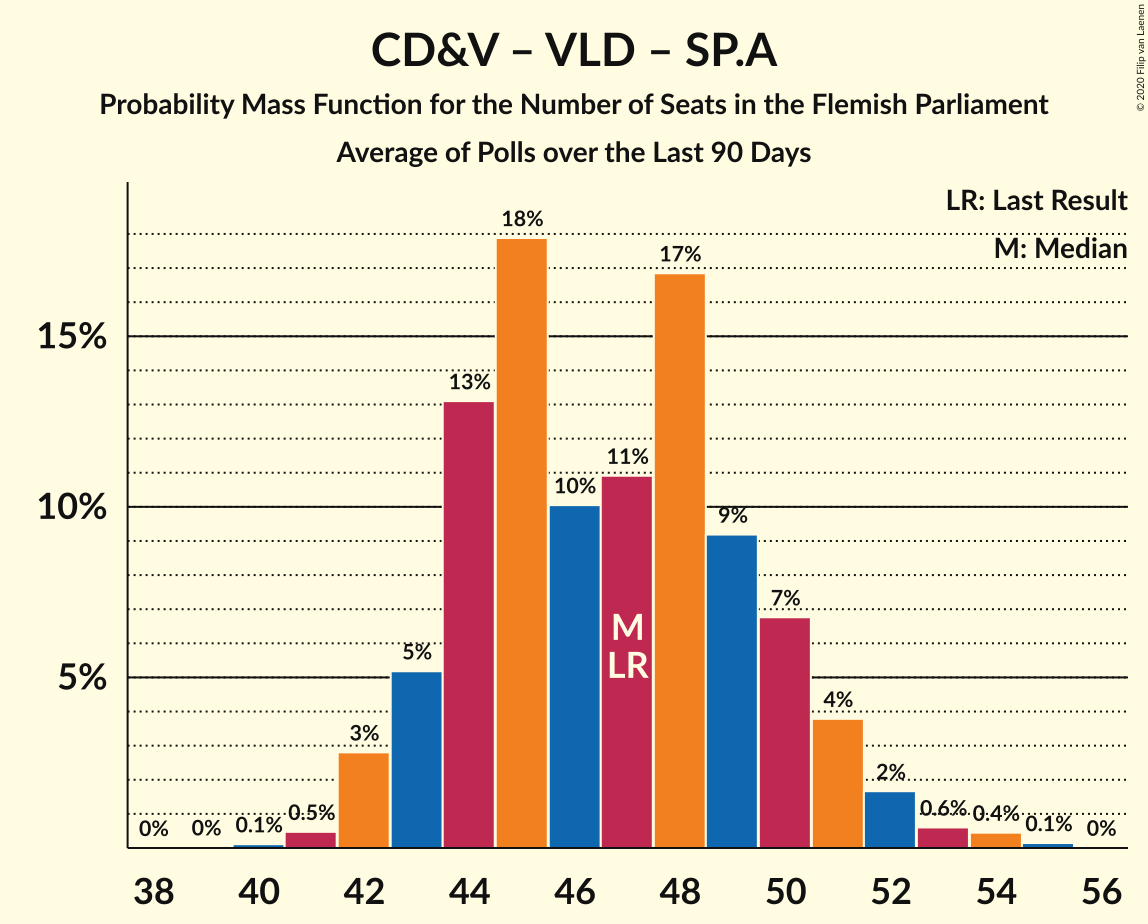 CD&V – VLD – SP.A
Probability Mass Function for the Number of Seats in the Flemish Parliament
Average of Polls over the Last 90 Days
© 2020 Filip van Laenen
LR: Last Result
M: Median
15%
10%
5%
0%
0%
0.1%
0.5%
3%
5%
13%
18%
10%
11%
17%
9%
7%
4%
2%
0.6%
0.4%
0.1%
0%
M
LR
38 40 42 44 46 48 50 52 54 56